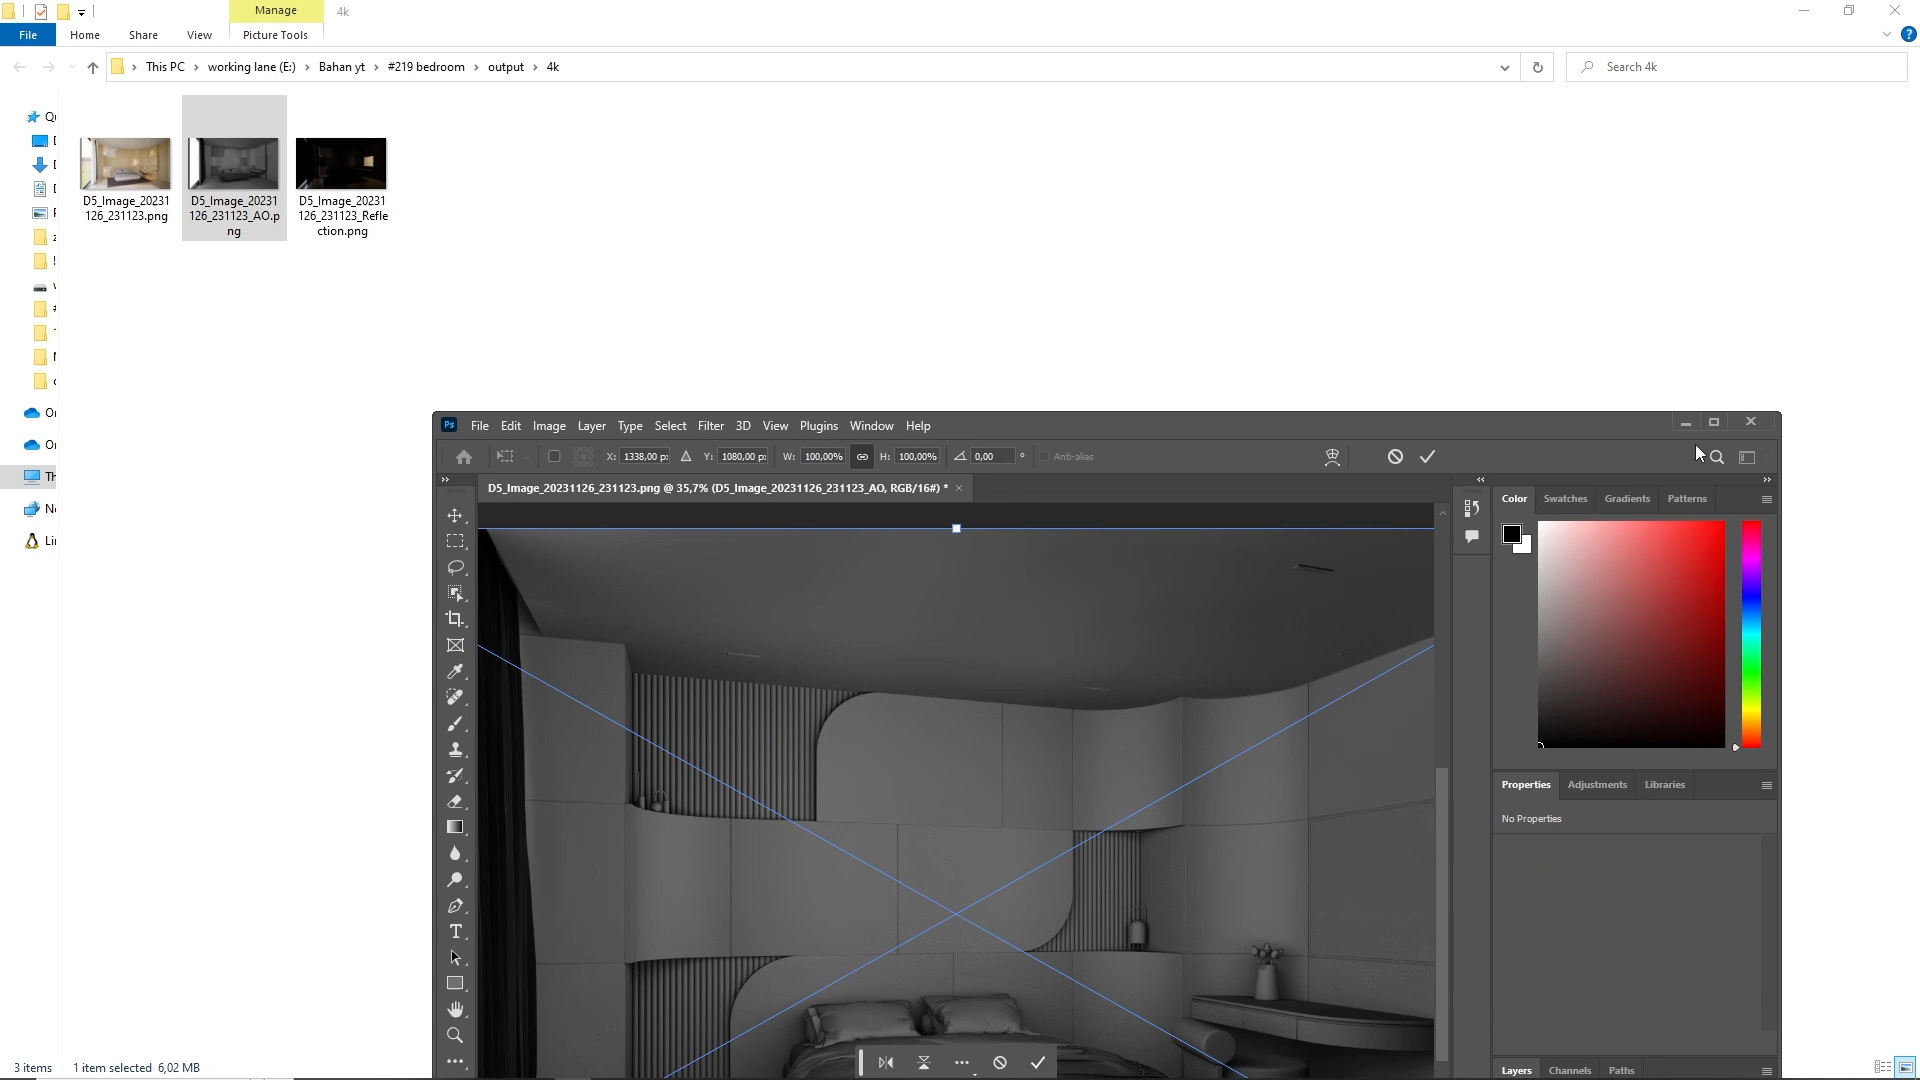 Manage
4k
File
Home
Share
View
Picture Tools
This PC
working lane (E:)
Bahan yt
#219 bedroom
output
4k
Search 4k
D5_Image_20231
126_231123.png
D5_Image_20231
126_231123_AO.p
ng
D5_Image_20231
126_231123_Refle
ction.png
Ps
File
Edit
Image
Layer
Type
Select
Filter
3D
View
Plugins
Window
Help
X: 1338,00 p:
Y: 1080,00 p:
W: 100,00%
H: 100,00%
0,00 °
Anti-alias
D5_Image_20231126_231123.png @ 35,7% (D5_Image_20231126_231123_AO, RGB/16#) *
Color
Swatches
Gradients
Patterns
Properties
Adjustments
Libraries
No Properties
Layers
Channels
Paths
3 items
1 item selected 6,02 MB